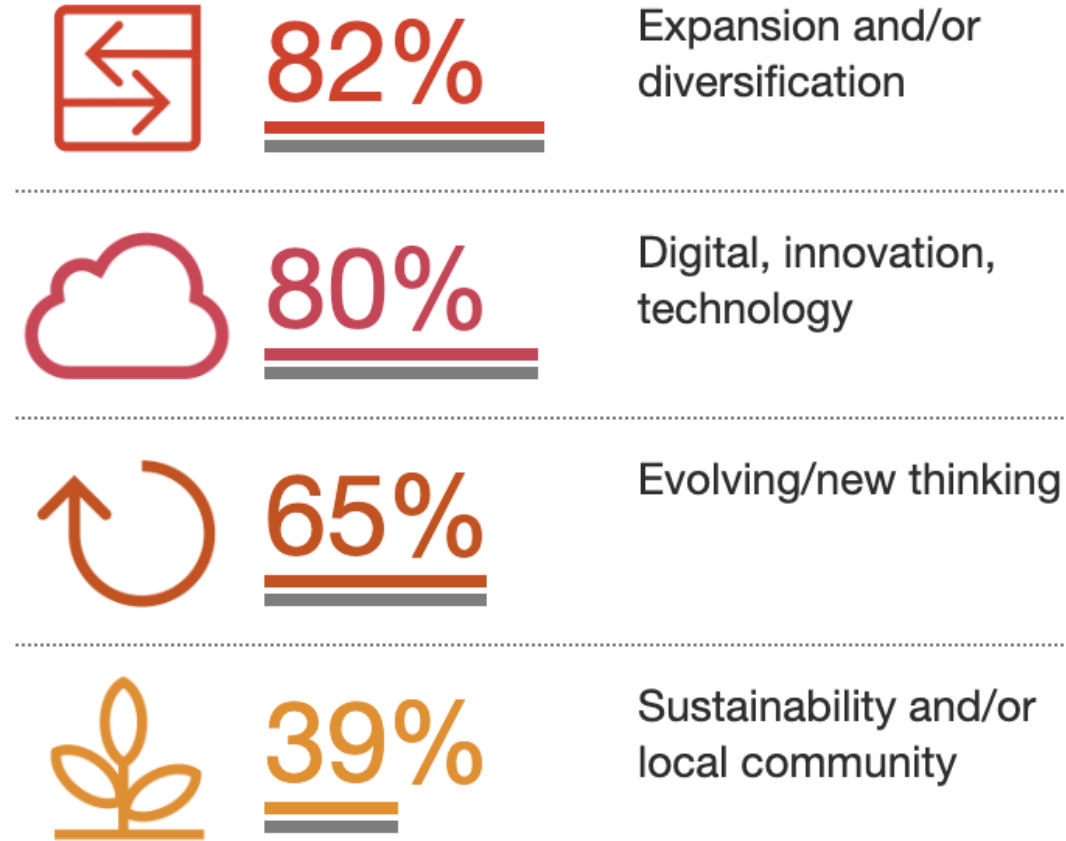 82%
Expansion and/or
diversification
80%
Digital, innovation,
technology
65%
Evolving/new thinking
39%
Sustainability and/or
local community